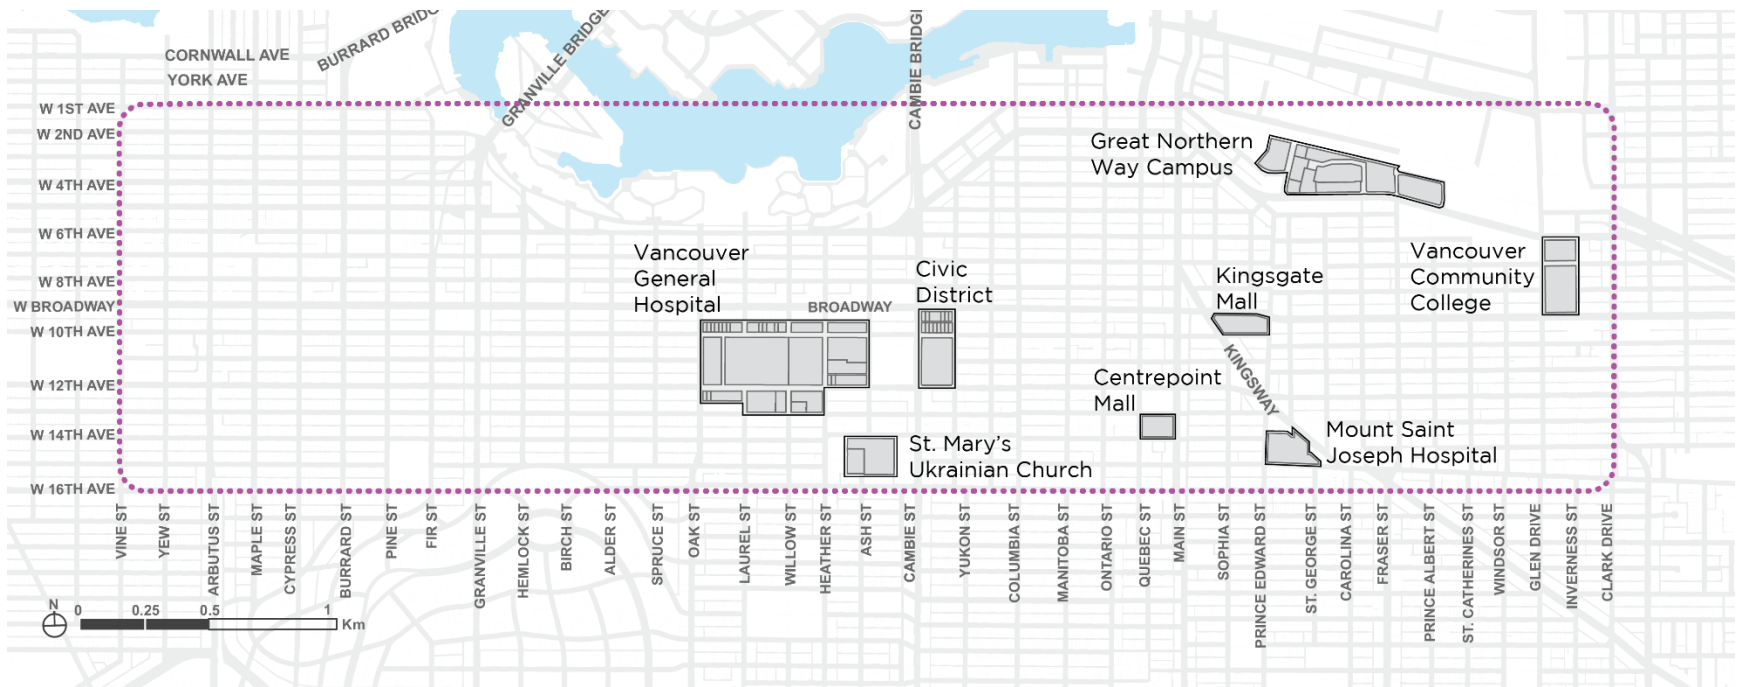 CORNWALL AVE
YORK AVE
BURRARD BRIDG
GRANVILLE BRIDGE
CAMBIE BRIDGE
W 1ST AVE
W 2ND AVE
W 4TH AVE
W 6TH AVE
W 8TH AVE
W BROADWAY
W 10TH AVE
W 12TH AVE
W 14TH AVE
W 16TH AVE
Great Northern
Way Campus
Vancouver
General
Hospital
BROADWAY
Civic
District
Kingsgate
Mall
Vancouver
Community
College
KINGSWAY
Centrepoint
Mall
St. Mary's
Ukrainian Church
Mount Saint
Joseph Hospital
VINE ST
YEW ST
ARBUTUS ST
MAPLE ST
CYPRESS ST
BURRARD ST
PINE ST
FIR ST
GRANVILLE ST
HEMLOCK ST
BIRCH ST
ALDER ST
SPRUCE ST
OAK ST
LAUREL ST
WILLOW ST
HEATHER ST
ASH ST
CAMBIE ST
YUKON ST
COLUMBIA ST
MANITOBA ST
ONTARIO ST
QUEBEC ST
MAIN ST
SOPHIA ST
PRINCE EDWARD ST
ST. GEORGE ST
CAROLINA ST
FRASER ST
PRINCE ALBERT ST
ST. CATHERINES ST
WINDSOR ST
GLEN DRIVE
INVERNESS ST
CLARK DRIVE
N
0 0.25 0.5 1
Km